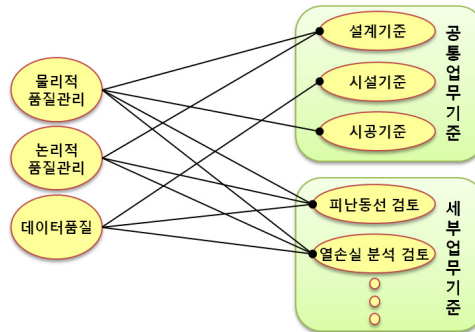 물리적
품질관리
논리적
품질관리
데이터품질
설계기준
시설기준
시공기준
공통업무기준
피난동선 검토
열손실 분석 검토
세부업무기준